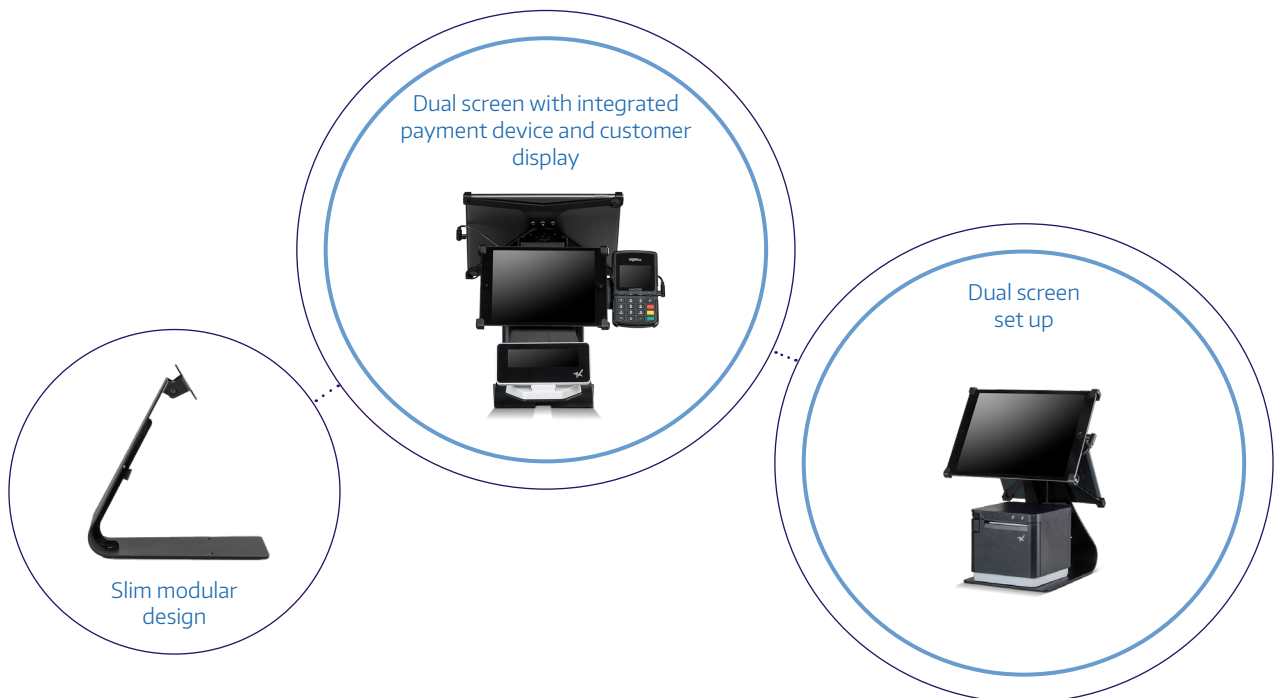 Dual screen with integrated
payment device and customer
display
Dual screen
set up
Slim modular
design